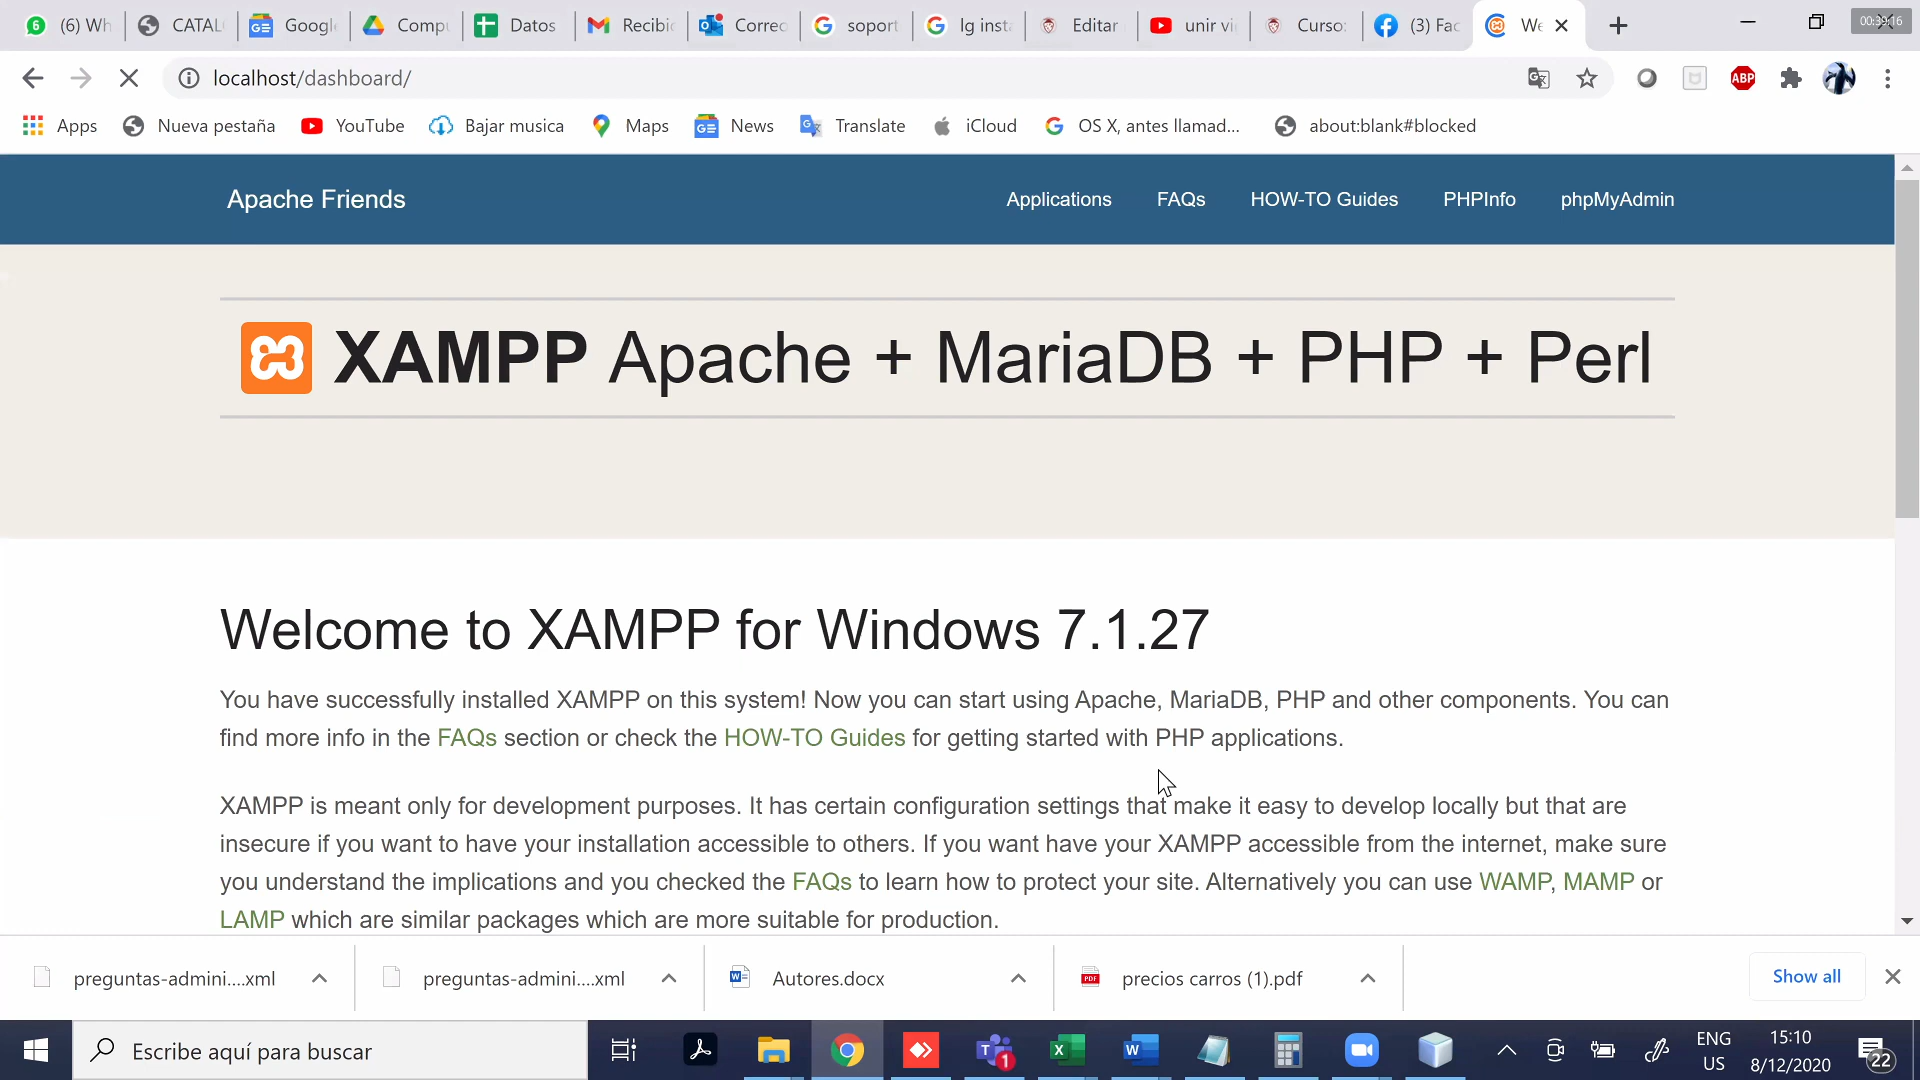 (6) Wh
CATAL
Google
Compu
Datos
Recibid
Correo
soport
lg insta
Editar
unir vi
Curso:
(3) Fac
We
00:39:16
localhost/dashboard/
ABP
Apps
Nueva pestaña
YouTube
Bajar musica
Maps
News
Translate
iCloud
OS X, antes llamad...
about:blank#blocked
Apache Friends
Applications
FAQs
HOW-TO Guides
PHPInfo
phpMyAdmin
XAMPP Apache + MariaDB + PHP + Perl
Welcome to XAMPP for Windows 7.1.27
You have successfully installed XAMPP on this system! Now you can start using Apache, MariaDB, PHP and other components. You can
find more info in the FAQs section or check the HOW-TO Guides for getting started with PHP applications.
XAMPP is meant only for development purposes. It has certain configuration settings that make it easy to develop locally but that are
insecure if you want to have your installation accessible to others. If you want have your XAMPP accessible from the internet, make sure
you understand the implications and you checked the FAQs to learn how to protect your site. Alternatively you can use WAMP, MAMP or
LAMP which are similar packages which are more suitable for production.
preguntas-admini....xml
preguntas-admini....xml
Autores.docx
precios carros (1).pdf
Show all
Escribe aquí para buscar
1
ENG
US
15:10
8/12/2020
22